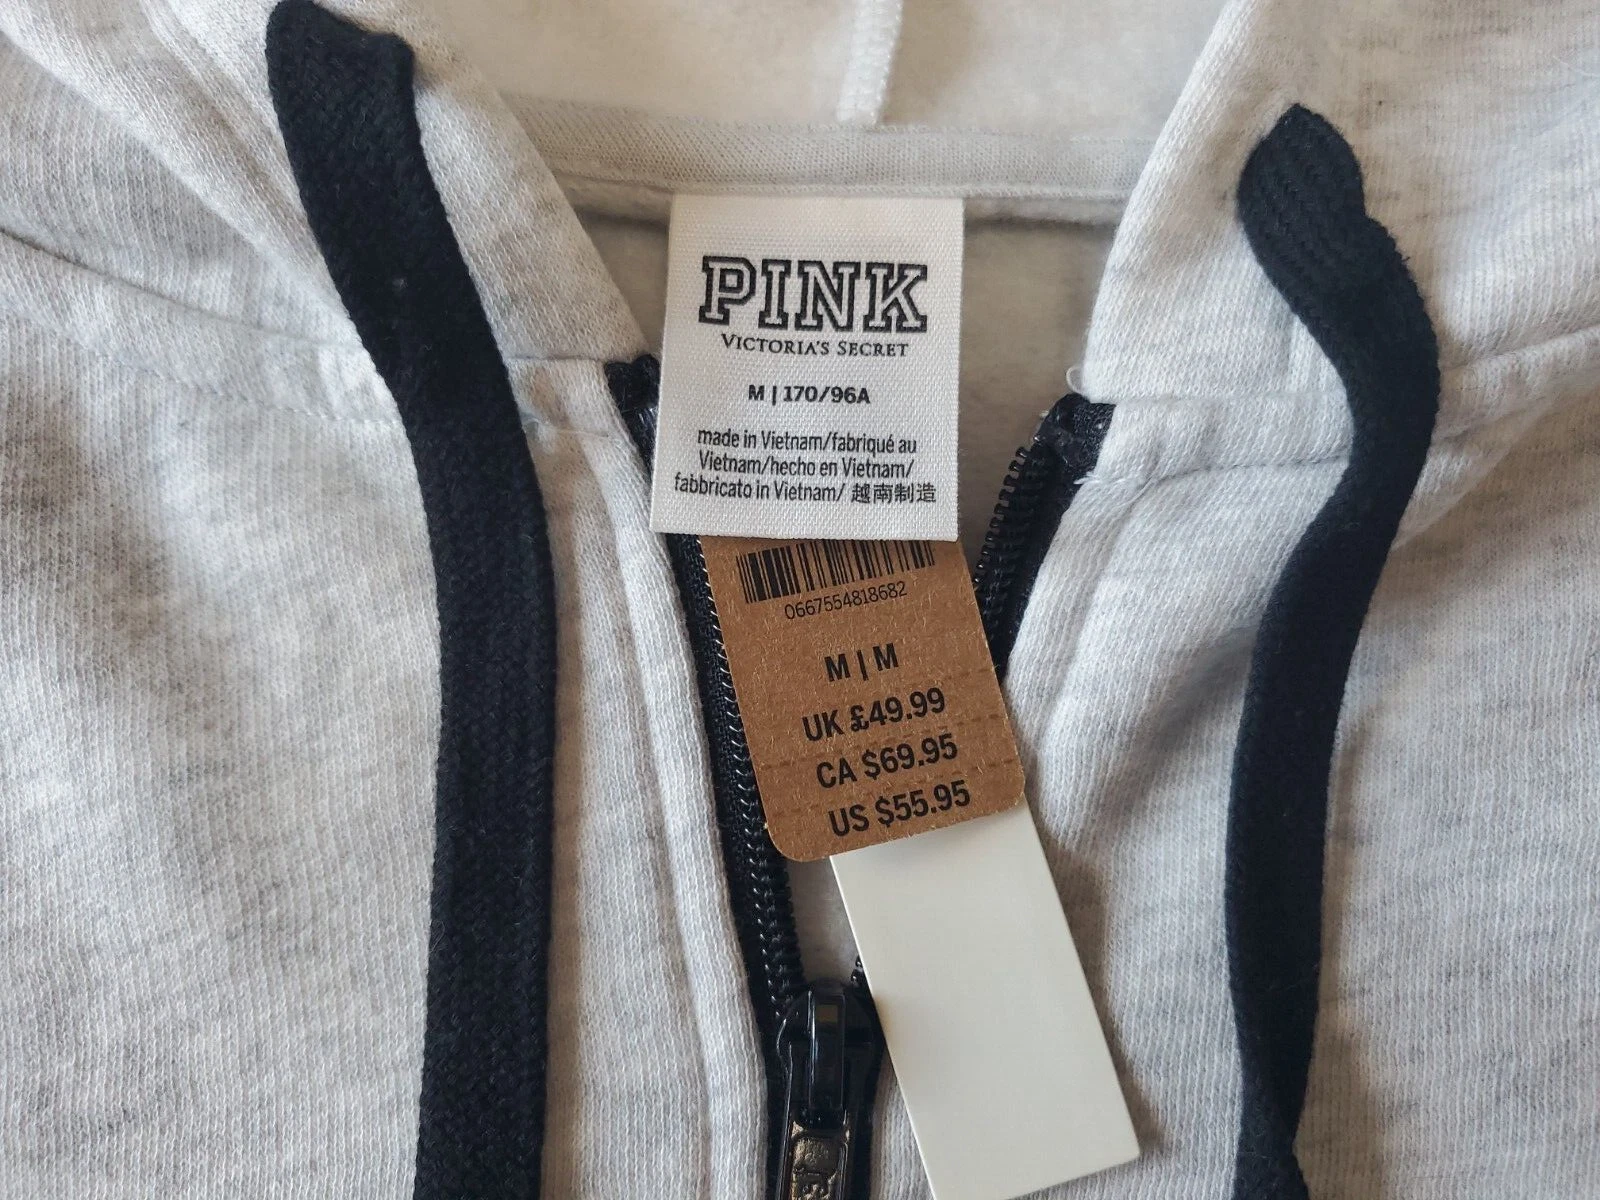 PINK
VICTORIA'S SECRET
M | 170/96A
made in Vietnam/fabriqué au
Vietnam/hecho en Vietnam/
fabbricato in Vietnam/ 越南制造
0667554818682
M | M
UK £49.99
CA $69.95
US $55.95